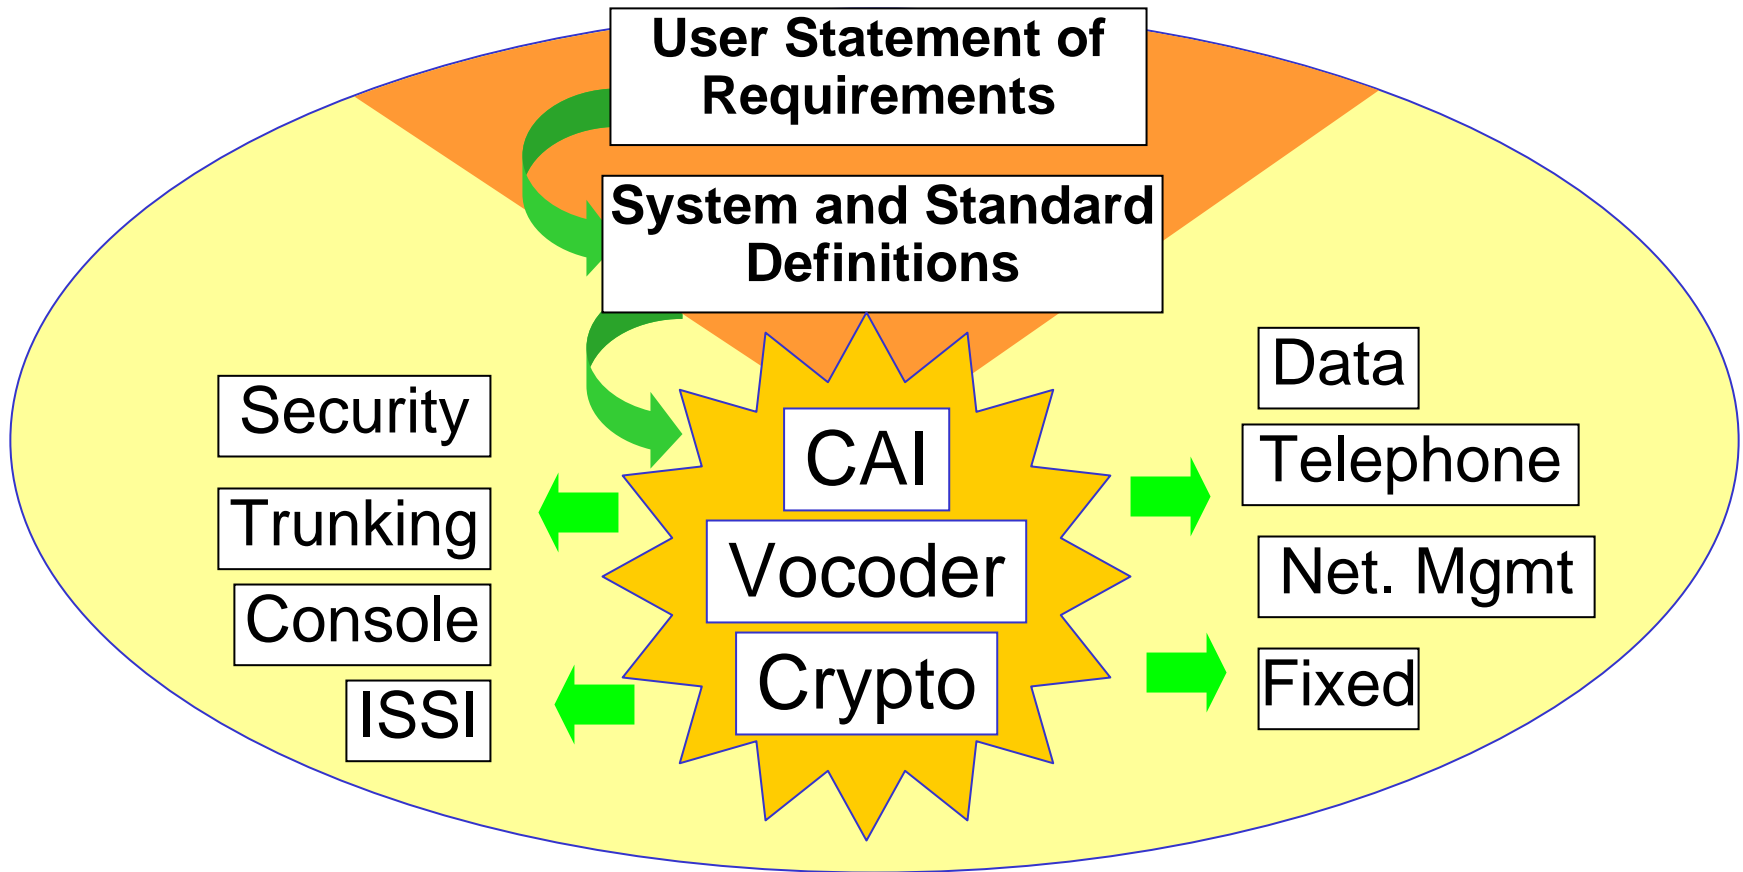 User Statement of
Requirements
System and Standard
Definitions
Security
Trunking
Console
ISSI
CAI
Vocoder
Crypto
Data
Telephone
Net. Mgmt
Fixed